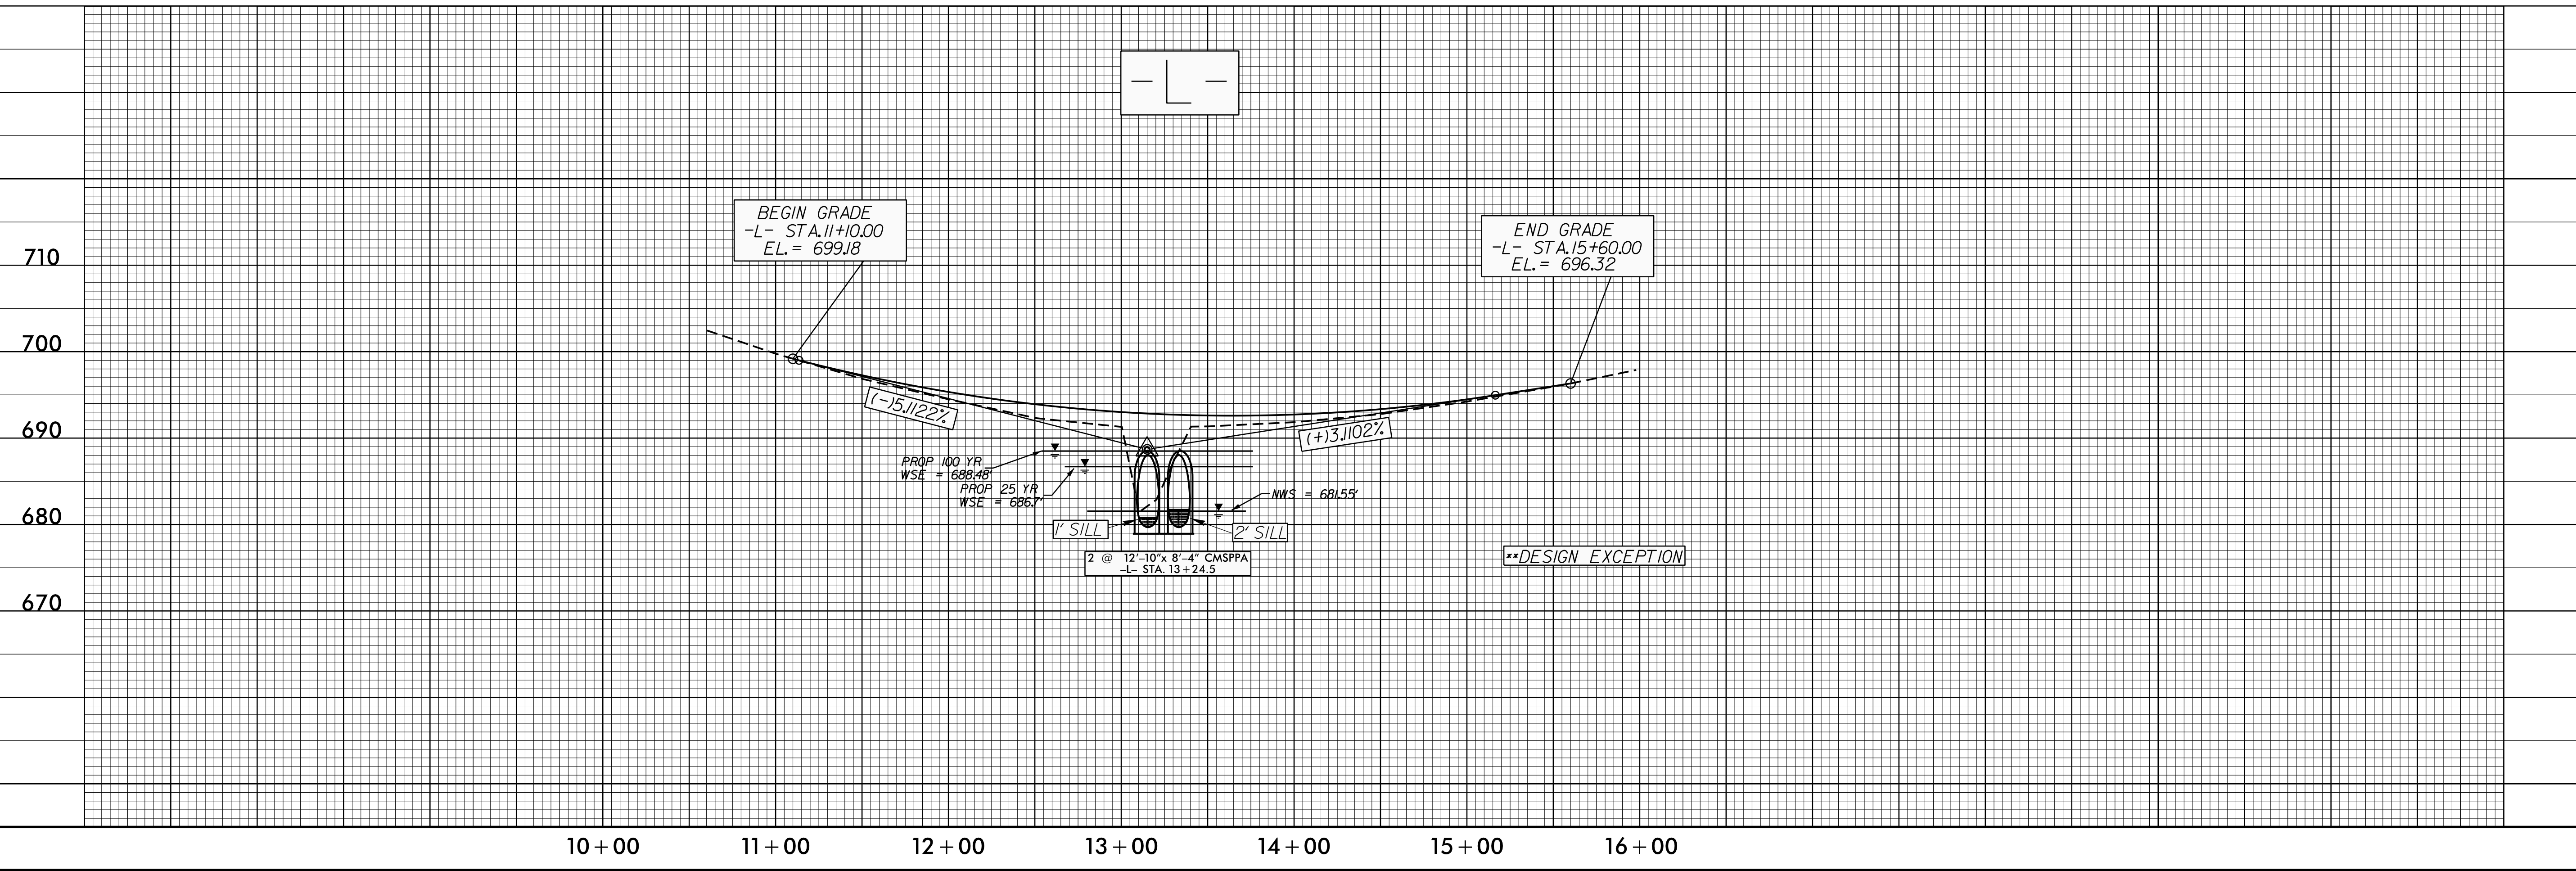 - L -
BEGIN GRADE
-L- STA.11+10.00
EL.= 699.18
END GRADE
-L- STA.15+60.00
EL.= 696.32
710
700
690
680
670
(-)5.1122%
(+)3.1102%
PROP 100 YR
WSE = 688.48'
PROP 25 YR
WSE = 686.7'
NWS = 681.55'
1' SILL
2' SILL
2 @ 12'-10"x 8'-4" CMSPPA
-L- STA. 13+24.5
**DESIGN EXCEPTION
10+00 11+00 12+00 13+00 14+00 15+00 16+00